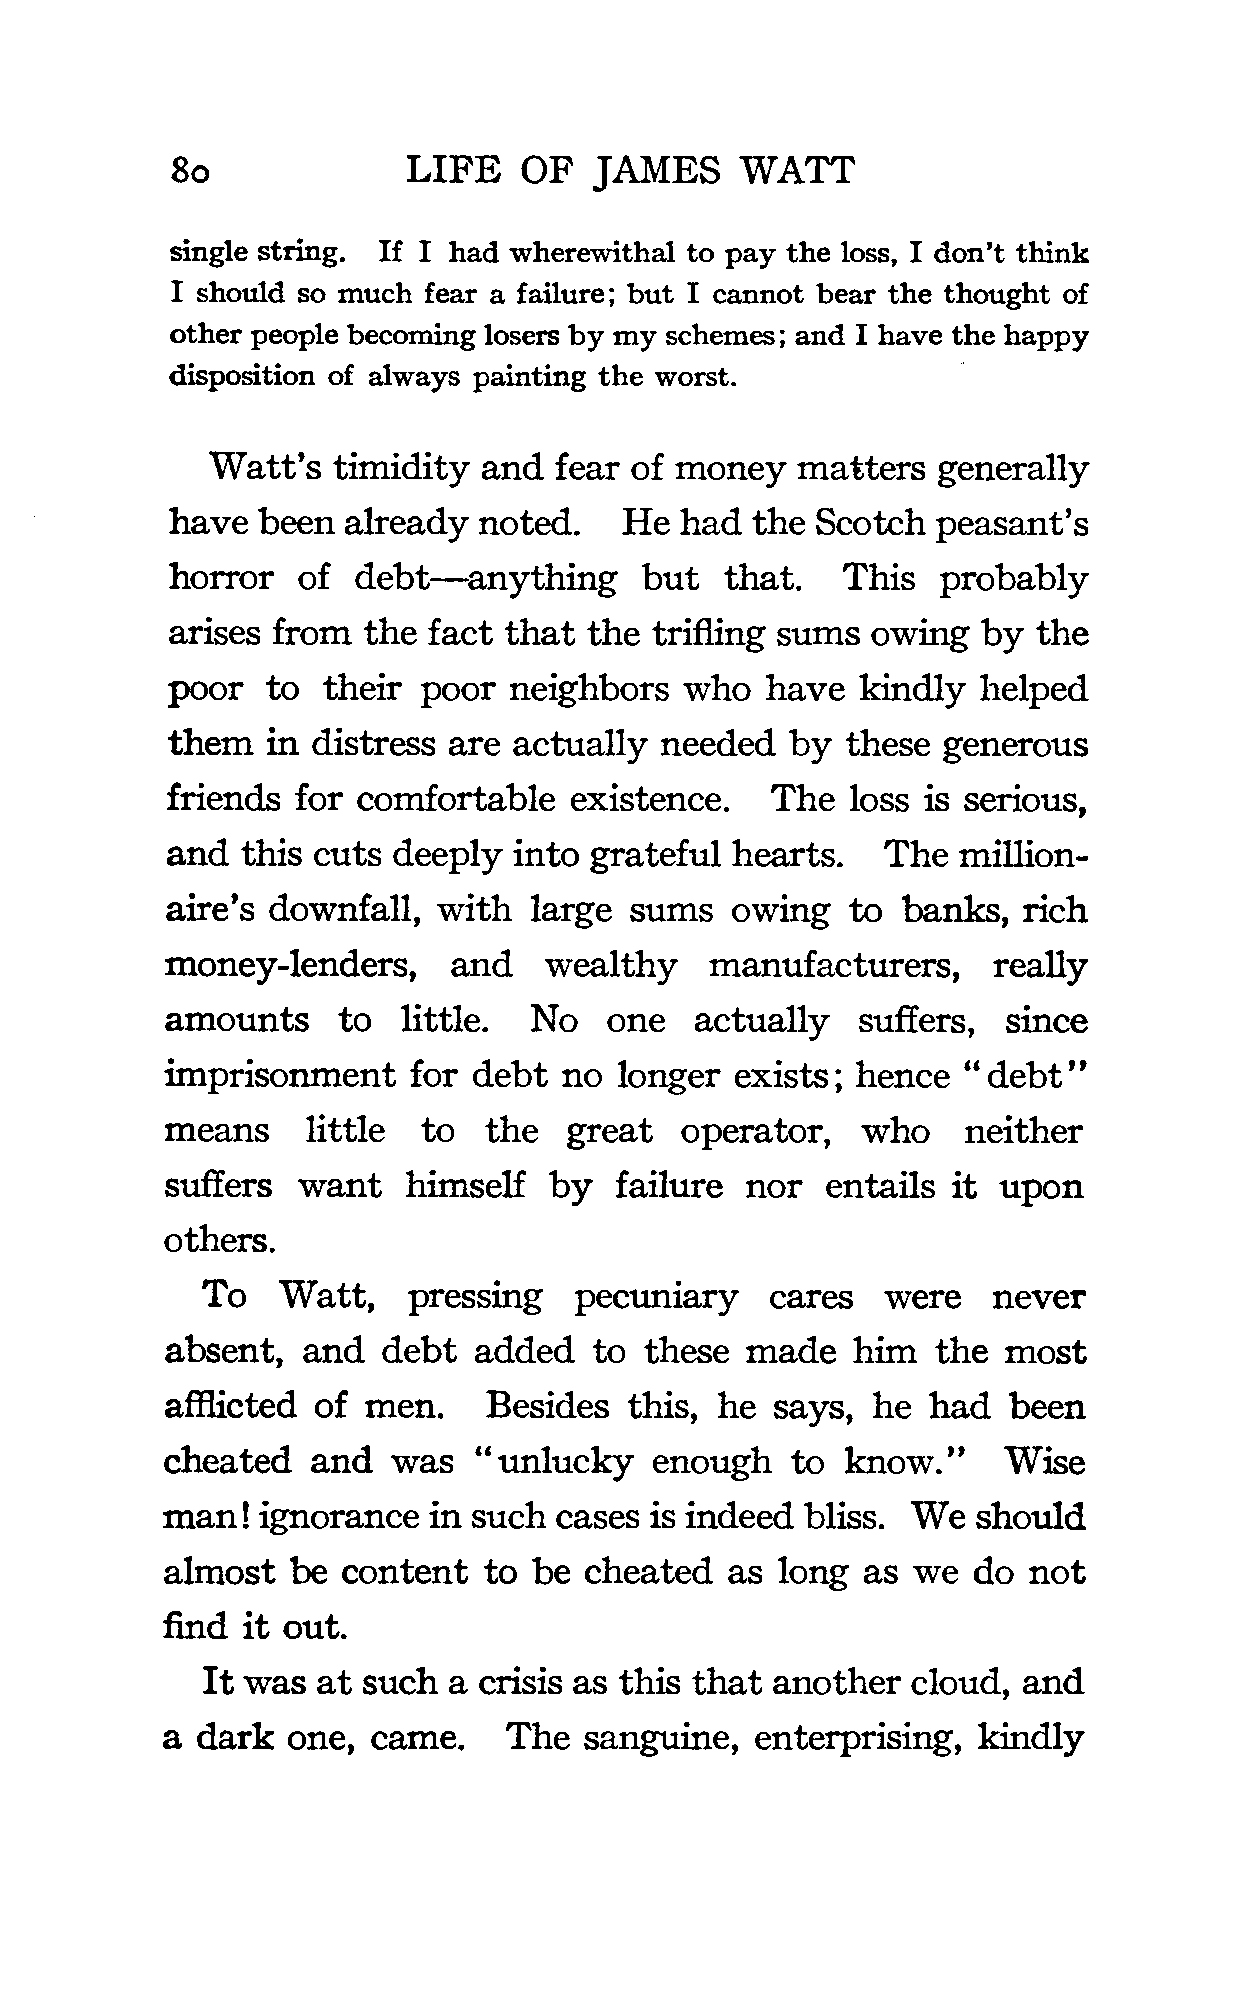 80 LIFE OF JAMES WATT
single string. If I had wherewithal to pay the loss, I don't think
I should so much fear a failure; but I cannot bear the thought of
other people becoming losers by my schemes; and I have the happy
disposition of always painting the worst.
Watt's timidity and fear of money matters generally
have been already noted. He had the Scotch peasant's
horror of debt—anything but that. This probably
arises from the fact that the trifling sums owing by the
poor to their poor neighbors who have kindly helped
them in distress are actually needed by these generous
friends for comfortable existence. The loss is serious,
and this cuts deeply into grateful hearts. The million-
aire's downfall, with large sums owing to banks, rich
money-lenders, and wealthy manufacturers, really
amounts to little. No one actually suffers, since
imprisonment for debt no longer exists; hence "debt"
means little to the great operator, who neither
suffers want himself by failure nor entails it upon
others.
To Watt, pressing pecuniary cares were never
absent, and debt added to these made him the most
afflicted of men. Besides this, he says, he had been
cheated and was "unlucky enough to know." Wise
man! ignorance in such cases is indeed bliss. We should
almost be content to be cheated as long as we do not
find it out.
It was at such a crisis as this that another cloud, and
a dark one, came. The sanguine, enterprising, kindly